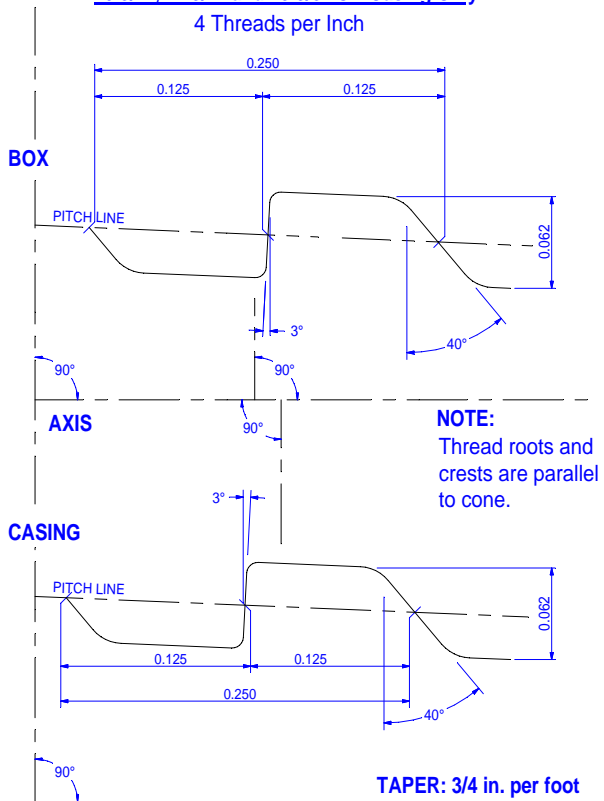 4 Threads per Inch
0.250
0.125 0.125
BOX
PITCH LINE
0.062
3°
40°
90° 90°
AXIS
90°
NOTE:
Thread roots and
crests are parallel
to cone.
3°
CASING
PITCH LINE
0.062
0.125 0.125
0.250
40°
90°
TAPER: 3/4 in. per foot